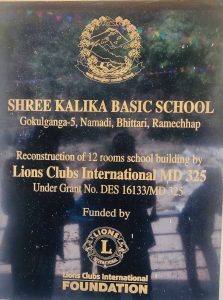 SHREE KALIKA BASIC SCHOOL
Gokulganga-5, Namadi, Bhittari, Ramechhap
Reconstruction of 12 rooms school building by
Lions Clubs International MD 325
Under Grant No. DES 16133/MD 325
Funded by
LIONS
L
INTERNATIONAL
Lions Clubs International
FOUNDATION